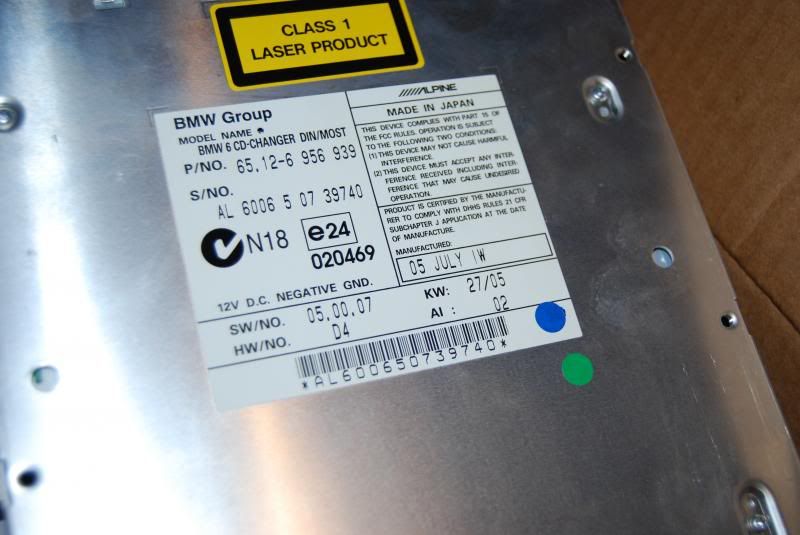 CLASS 1
LASER PRODUCT
BMW Group
MODEL NAME
BMW 6 CD-CHANGER DIN/MOST
P/NO. 65.12-6 956 939
S/NO.
AL 6006 5 07 39740
N18
e24
020469
12V D.C. NEGATIVE GND.
SW/NO. 05.00.07
HW/NO. D4
ALPINE
MADE IN JAPAN
THIS DEVICE COMPLIES WITH PART 15 OF
THE FCC RULES. OPERATION IS SUBJECT
TO THE FOLLOWING TWO CONDITIONS:
(1) THIS DEVICE MAY NOT CAUSE HARMFUL
INTERFERENCE.
(2) THIS DEVICE MUST ACCEPT ANY INTER-
FERENCE RECEIVED INCLUDING INTER-
FERENCE THAT MAY CAUSE UNDESIRED
OPERATION.
PRODUCT IS CERTIFIED BY THE MANUFACTU-
RER TO COMPLY WITH DHHS RULES 21 CFR
SUBCHAPTER J APPLICATION AT THE DATE
OF MANUFACTURE.
MANUFACTURED:
05 JULY IW
KW: 27/05
AI : 02
*AL600650739740*